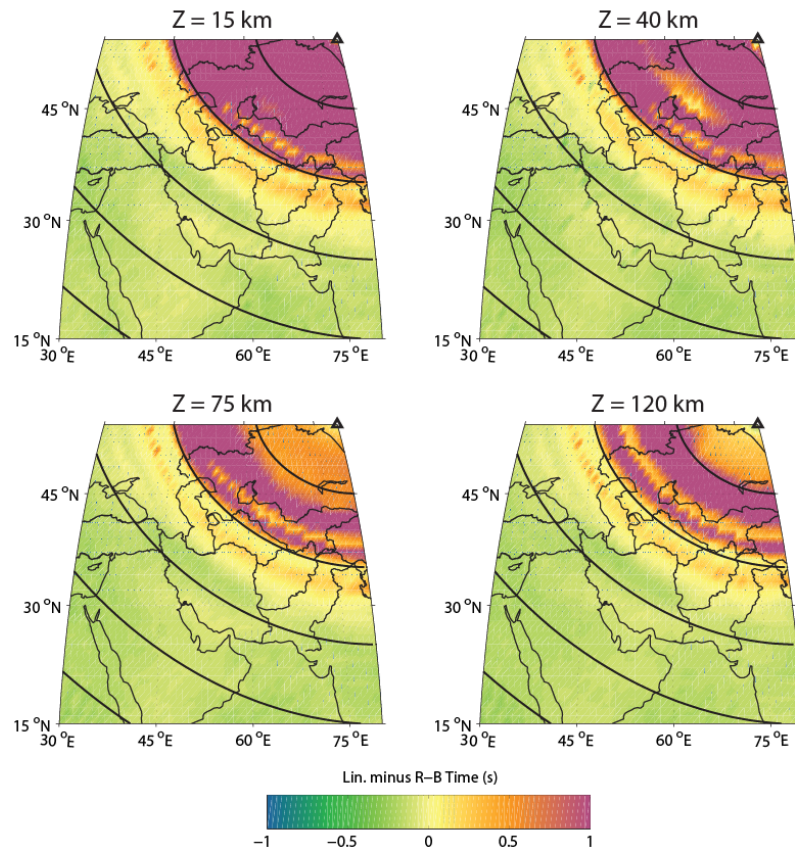 Z = 15 km
Z = 40 km
45 °N
30 °N
15°N
30 °E
45°E
60°E
75°E
45 °N
30 °N
15°N
30 °E
45°E
60°E
75°E
Z = 75 km
Z = 120 km
45 °N
30 °N
15°N
30 °E
45°E
60°E
75°E
45 °N
30 °N
15°N
30 °E
45°E
60°E
75°E
Lin. minus R−B Time (s)
−1
−0.5
0
0.5
1